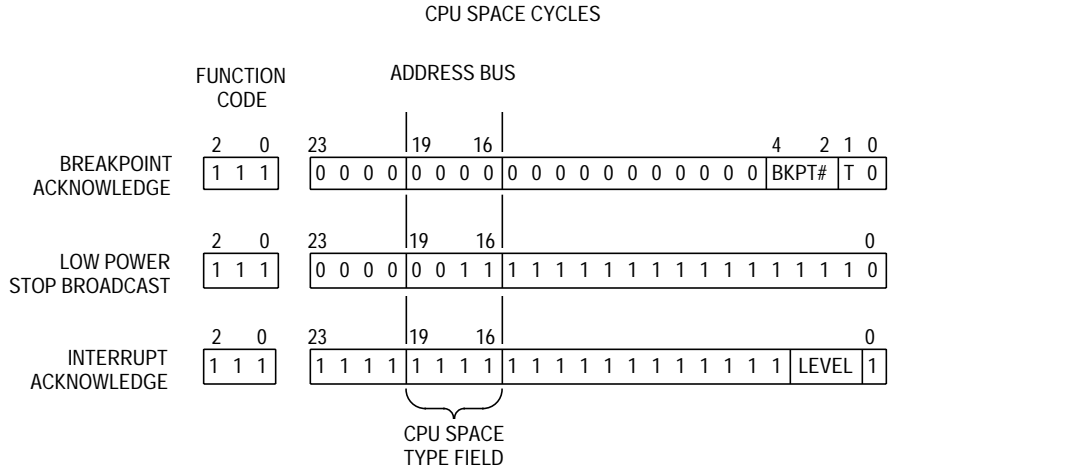 CPU SPACE CYCLES
FUNCTION
CODE
ADDRESS BUS
2 0 23 19 16 4 2 1 0
BREAKPOINT
ACKNOWLEDGE
1 1 1 0 0 0 0 0 0 0 0 0 0 0 0 0 0 0 0 0 0 0 BKPT# T 0
2 0 23 19 16 0
LOW POWER
STOP BROADCAST
1 1 1 0 0 0 0 0 0 1 1 1 1 1 1 1 1 1 1 1 1 1 1 1 1 1 0
2 0 23 19 16 0
INTERRUPT
ACKNOWLEDGE
1 1 1 1 1 1 1 1 1 1 1 1 1 1 1 1 1 1 1 1 1 1 1 LEVEL 1
CPU SPACE
TYPE FIELD